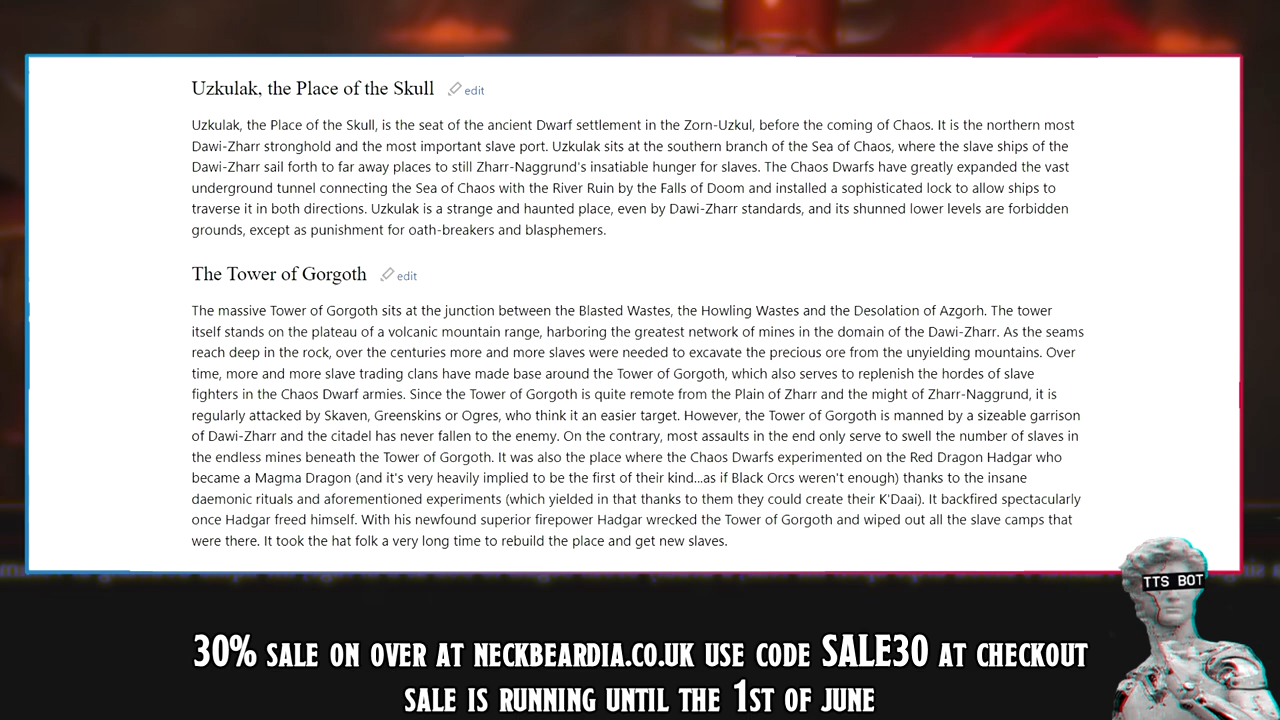 Uzkulak, the Place of the Skull edit
Uzkulak, the Place of the Skull, is the seat of the ancient Dwarf settlement in the Zorn-Uzkul, before the coming of Chaos. It is the northern most
Dawi-Zharr stronghold and the most important slave port. Uzkulak sits at the southern branch of the Sea of Chaos, where the slave ships of the
Dawi-Zharr sail forth to far away places to still Zharr-Naggrund's insatiable hunger for slaves. The Chaos Dwarfs have greatly expanded the vast
underground tunnel connecting the Sea of Chaos with the River Ruin by the Falls of Doom and installed a sophisticated lock to allow ships to
traverse it in both directions. Uzkulak is a strange and haunted place, even by Dawi-Zharr standards, and its shunned lower levels are forbidden
grounds, except as punishment for oath-breakers and blasphemers.
The Tower of Gorgoth edit
The massive Tower of Gorgoth sits at the junction between the Blasted Wastes, the Howling Wastes and the Desolation of Azgorh. The tower
itself stands on the plateau of a volcanic mountain range, harboring the greatest network of mines in the domain of the Dawi-Zharr. As the seams
reach deep in the rock, over the centuries more and more slaves were needed to excavate the precious ore from the unyielding mountains. Over
time, more and more slave trading clans have made base around the Tower of Gorgoth, which also serves to replenish the hordes of slave
fighters in the Chaos Dwarf armies. Since the Tower of Gorgoth is quite remote from the Plain of Zharr and the might of Zharr-Naggrund, it is
regularly attacked by Skaven, Greenskins or Ogres, who think it an easier target. However, the Tower of Gorgoth is manned by a sizeable garrison
of Dawi-Zharr and the citadel has never fallen to the enemy. On the contrary, most assaults in the end only serve to swell the number of slaves in
the endless mines beneath the Tower of Gorgoth. It was also the place where the Chaos Dwarfs experimented on the Red Dragon Hadgar who
became a Magma Dragon (and it's very heavily implied to be the first of their kind...as if Black Orcs weren't enough) thanks to the insane
daemonic rituals and aforementioned experiments (which yielded in that thanks to them they could create their K'Daai). It backfired spectacularly
once Hadgar freed himself. With his newfound superior firepower Hadgar wrecked the Tower of Gorgoth and wiped out all the slave camps that
were there. It took the hat folk a very long time to rebuild the place and get new slaves.
TTS BOT
30% SALE ON OVER AT NECKBEARDIA.CO.UK USE CODE SALE30 AT CHECKOUT
SALE IS RUNNING UNTIL THE 1ST OF JUNE